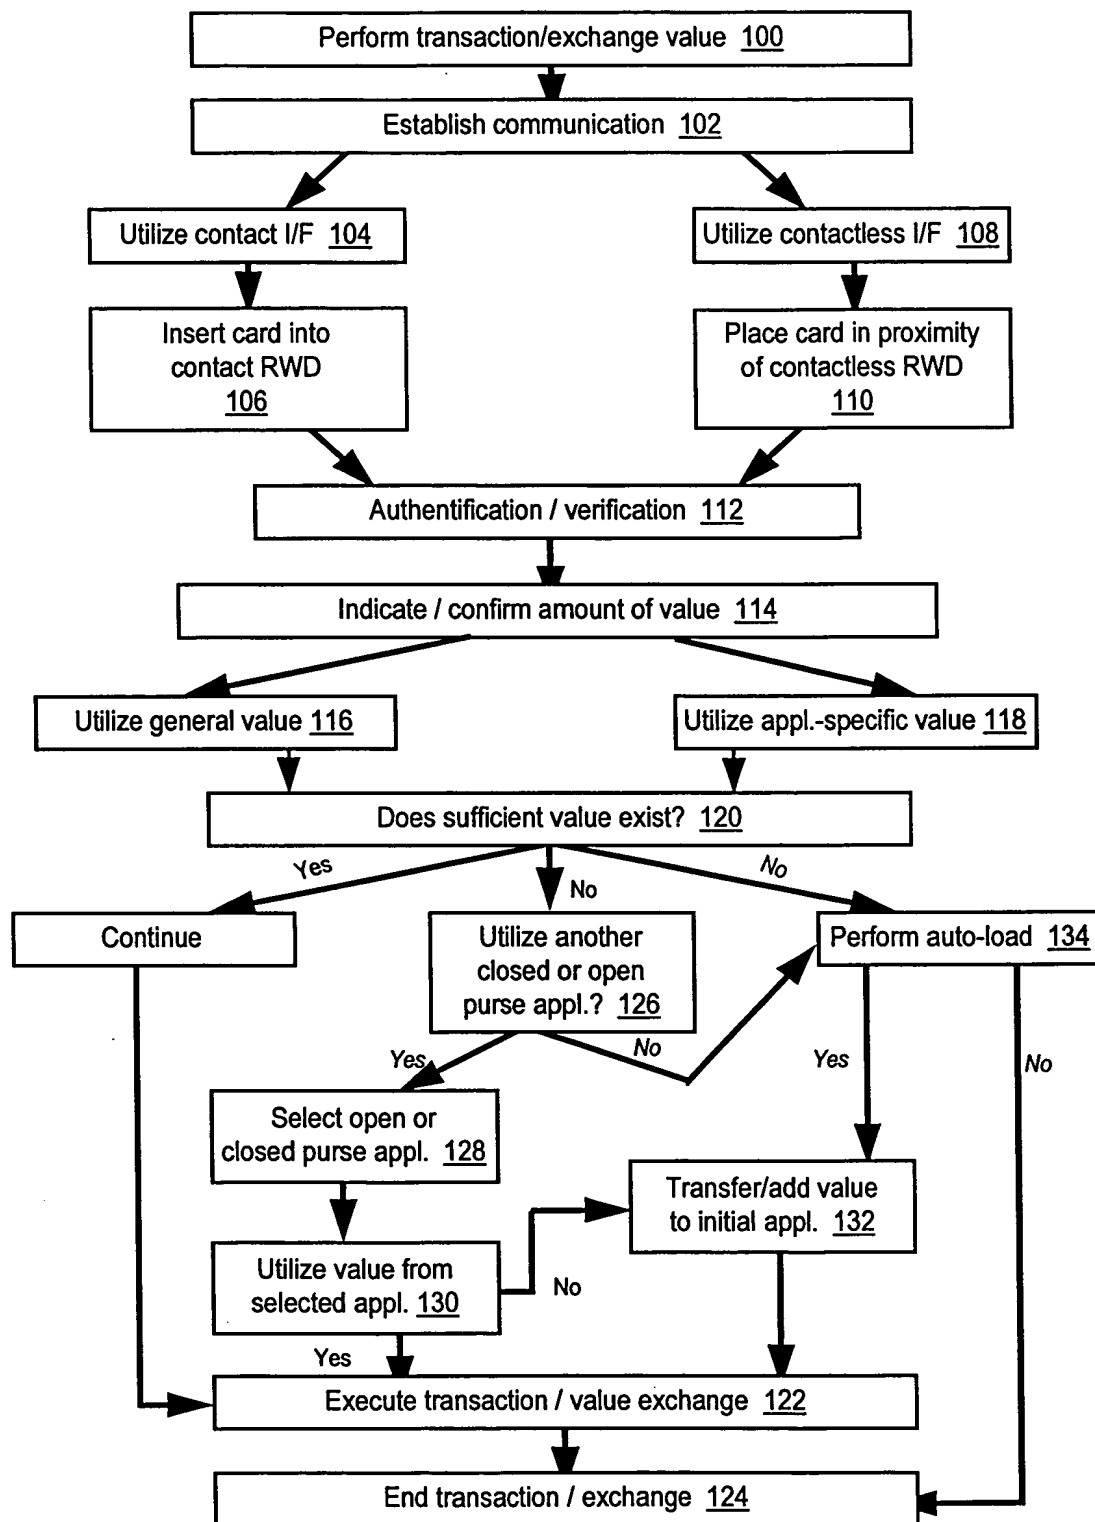 Perform transaction/exchange value 100
Establish communication 102
Utilize contact I/F 104
Utilize contactless I/F 108
Insert card into
contact RWD
106
Place card in proximity
of contactless RWD
110
Authentification / verification 112
Indicate / confirm amount of value 114
Utilize general value 116
Utilize appl.-specific value 118
Does sufficient value exist? 120
Yes
No
No
Continue
Utilize another
closed or open
purse appl.? 126
Perform auto-load 134
Yes
No
Yes
No
Select open or
closed purse appl. 128
Transfer/add value
to initial appl. 132
Utilize value from
selected appl. 130
No
Yes
Execute transaction / value exchange 122
End transaction / exchange 124